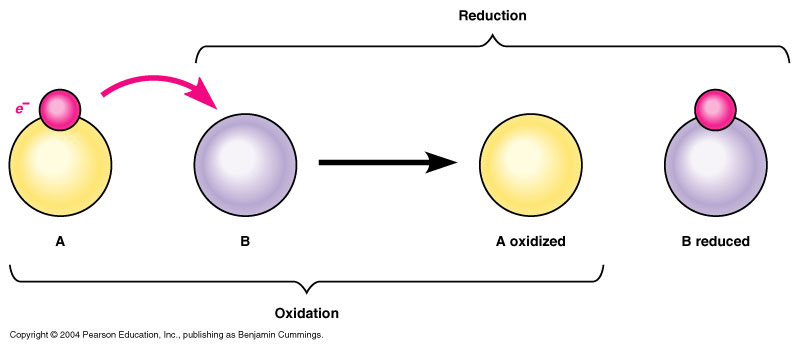 Reduction
e−
A
B
A oxidized
B reduced
Oxidation
Copyright © 2004 Pearson Education, Inc., publishing as Benjamin Cummings.